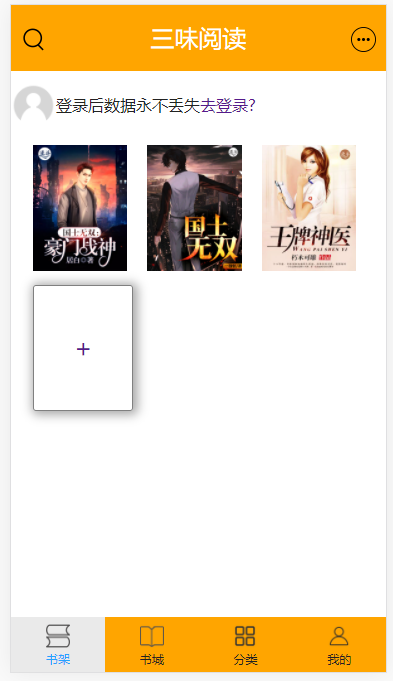 三味阅读
登录后数据永不丢失去登录?
国士无双:
豪门战神
居白◎著
国士
无双
王牌神医
WANG PAI SHEN YI
朽木可雕
+
书架
书城
分类
我的